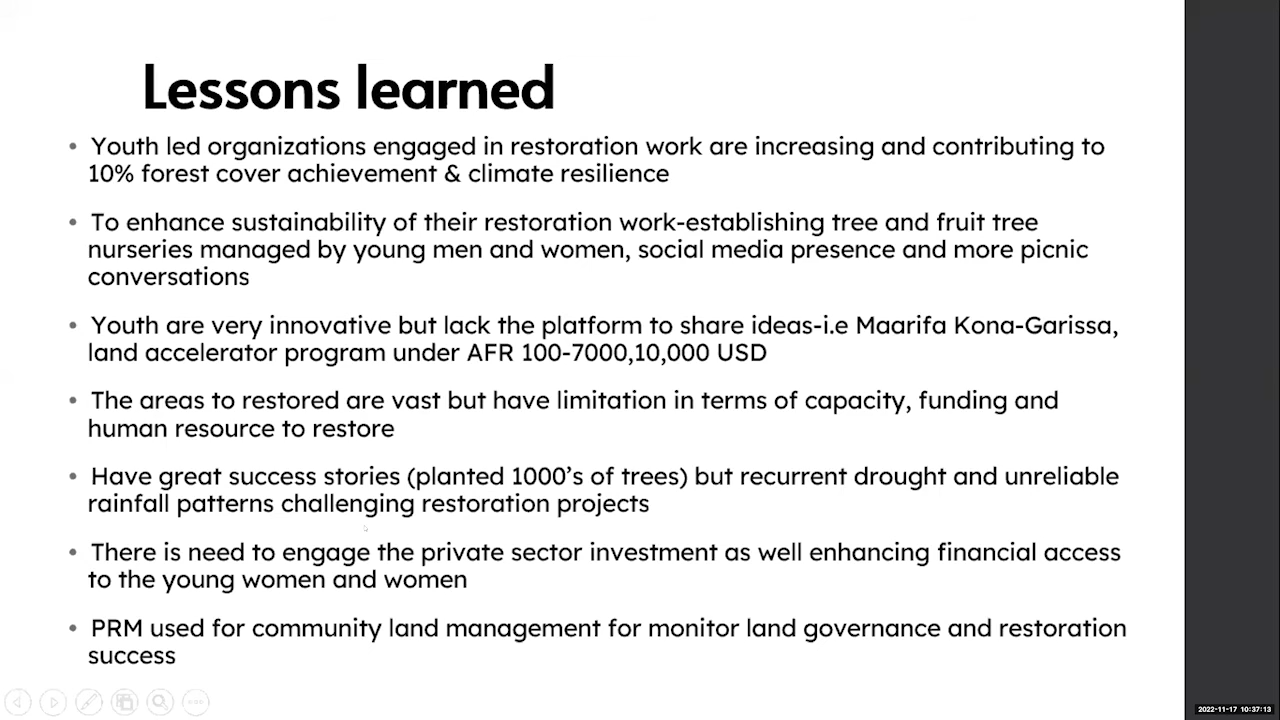 Lessons learned
• Youth led organizations engaged in restoration work are increasing and contributing to
10% forest cover achievement & climate resilience
• To enhance sustainability of their restoration work-establishing tree and fruit tree
nurseries managed by young men and women, social media presence and more picnic
conversations
• Youth are very innovative but lack the platform to share ideas-i.e Maarifa Kona-Garissa,
land accelerator program under AFR 100-7000,10,000 USD
• The areas to restored are vast but have limitation in terms of capacity, funding and
human resource to restore
• Have great success stories (planted 1000’s of trees) but recurrent drought and unreliable
rainfall patterns challenging restoration projects
• There is need to engage the private sector investment as well enhancing financial access
to the young women and women
• PRM used for community land management for monitor land governance and restoration
success
2022-11-17 10:37:13